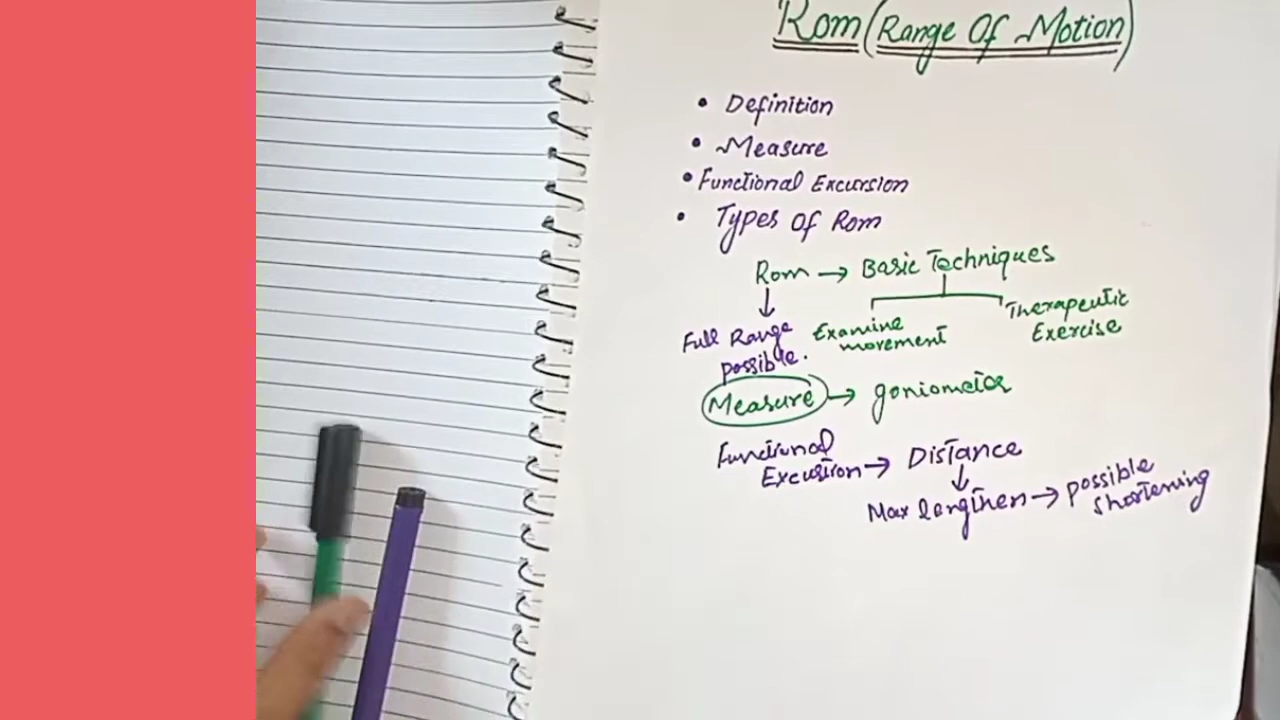 Rom (Range Of Motion)
• Definition
• Measure
• Functional Excursion
• Types Of Rom
Rom → Basic Techniques
↓
Full Range possible.
Examine movement
Therapeutic Exercise
Measure → goniometer
Functional Excursion → Distance
↓
Max lengthen → possible shortening